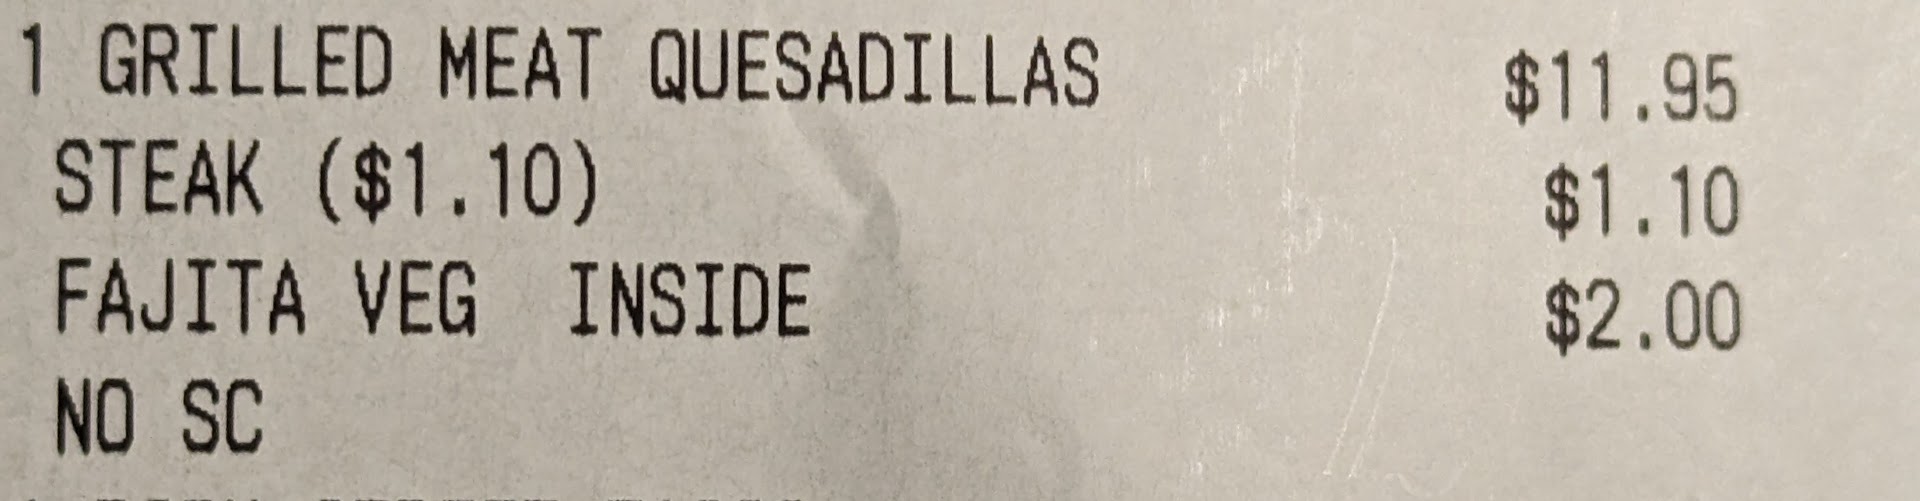 1 GRILLED MEAT QUESADILLAS $11.95
STEAK ($1.10) $1.10
FAJITA VEG INSIDE $2.00
NO SC